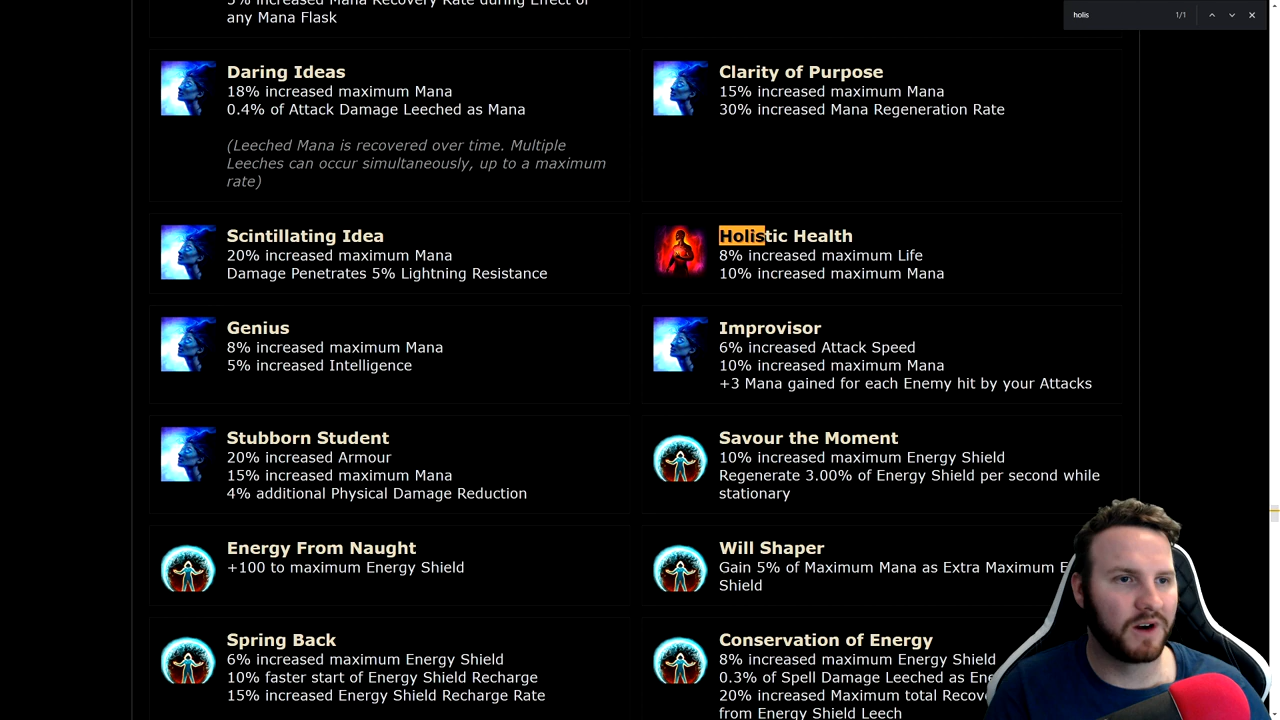 5% increased Mana Recovery Rate during Effect of
any Mana Flask
holis
1/1
Daring Ideas
18% increased maximum Mana
0.4% of Attack Damage Leeched as Mana
(Leeched Mana is recovered over time. Multiple
Leeches can occur simultaneously, up to a maximum
rate)
Clarity of Purpose
15% increased maximum Mana
30% increased Mana Regeneration Rate
Scintillating Idea
20% increased maximum Mana
Damage Penetrates 5% Lightning Resistance
Holistic Health
8% increased maximum Life
10% increased maximum Mana
Genius
8% increased maximum Mana
5% increased Intelligence
Improvisor
6% increased Attack Speed
10% increased maximum Mana
+3 Mana gained for each Enemy hit by your Attacks
Stubborn Student
20% increased Armour
15% increased maximum Mana
4% additional Physical Damage Reduction
Savour the Moment
10% increased maximum Energy Shield
Regenerate 3.00% of Energy Shield per second while
stationary
Energy From Naught
+100 to maximum Energy Shield
Will Shaper
Gain 5% of Maximum Mana as Extra Maximum
Shield
Spring Back
6% increased maximum Energy Shield
10% faster start of Energy Shield Recharge
15% increased Energy Shield Recharge Rate
Conservation of Energy
8% increased maximum Energy Shield
0.3% of Spell Damage Leeched as
20% increased Maximum total
from Energy Shield Leech